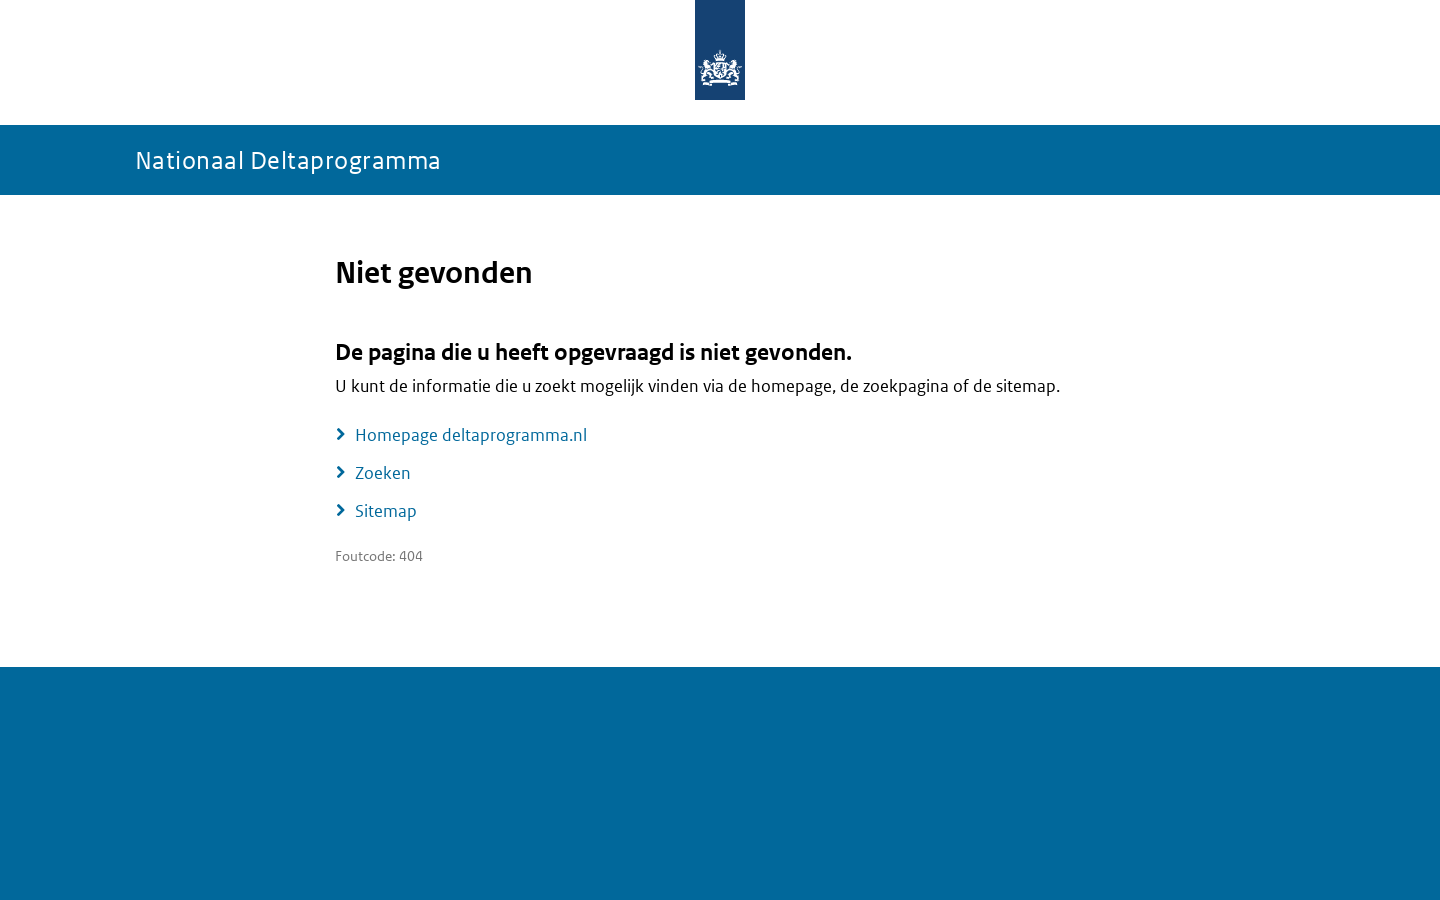 Nationaal Deltaprogramma
Niet gevonden
De pagina die u heeft opgevraagd is niet gevonden.
U kunt de informatie die u zoekt mogelijk vinden via de homepage, de zoekpagina of de sitemap.
Homepage deltaprogramma.nl
Zoeken
Sitemap
Foutcode: 404